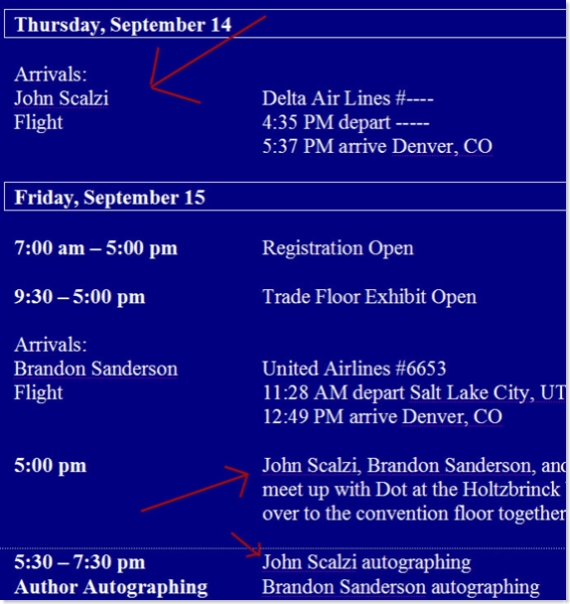 Thursday, September 14
Arrivals:
John Scalzi Delta Air Lines #----
Flight 4:35 PM depart -----
5:37 PM arrive Denver, CO
Friday, September 15
7:00 am – 5:00 pm Registration Open
9:30 – 5:00 pm Trade Floor Exhibit Open
Arrivals:
Brandon Sanderson United Airlines #6653
Flight 11:28 AM depart Salt Lake City, UT
12:49 PM arrive Denver, CO
5:00 pm John Scalzi, Brandon Sanderson, and
meet up with Dot at the Holtzbrinck
over to the convention floor together
5:30 – 7:30 pm John Scalzi autographing
Author Autographing Brandon Sanderson autographing